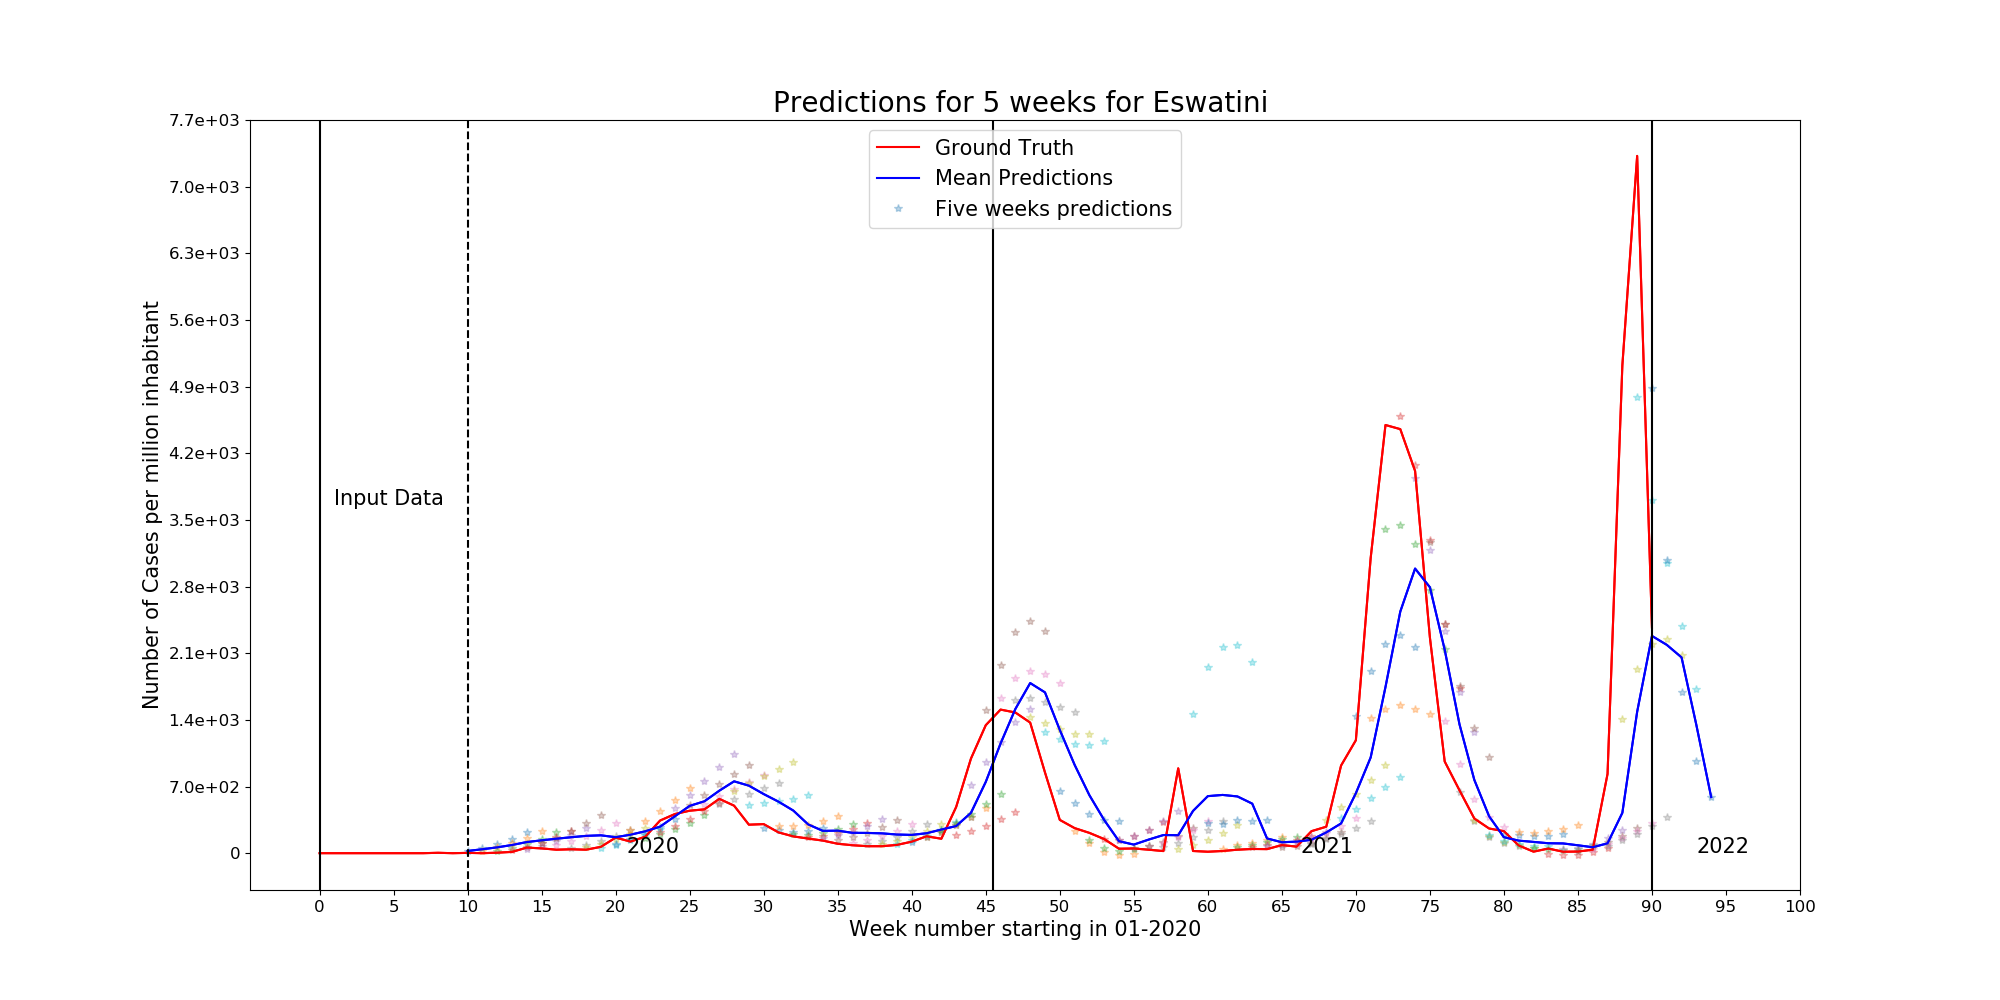 Predictions for 5 weeks for Eswatini
7.7e+03
7.0e+03
6.3e+03
5.6e+03
4.9e+03
4.2e+03
3.5e+03
2.8e+03
2.1e+03
1.4e+03
7.0e+02
0
Number of Cases per million inhabitant
Ground Truth
Mean Predictions
Five weeks predictions
Input Data
2020
2021
2022
0 5 10 15 20 25 30 35 40 45 50 55 60 65 70 75 80 85 90 95 100
Week number starting in 01-2020